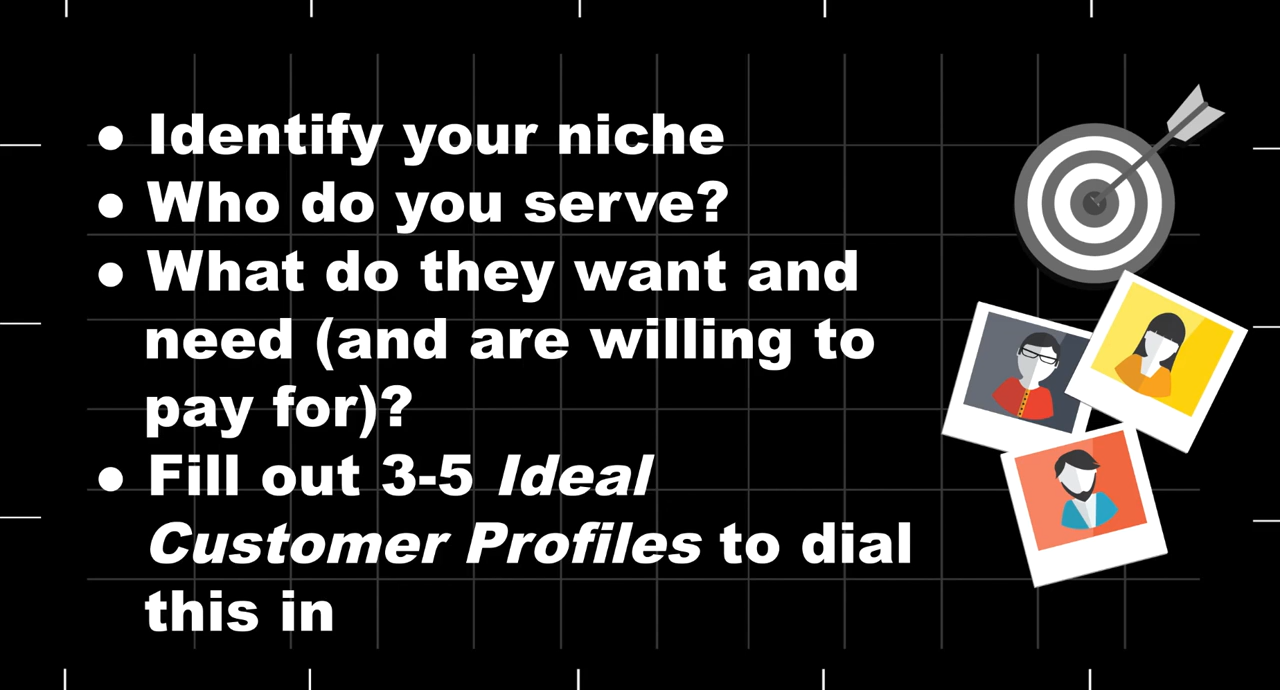 ● Identify your niche
● Who do you serve?
● What do they want and
need (and are willing to
pay for)?
● Fill out 3-5 Ideal
Customer Profiles to dial
this in